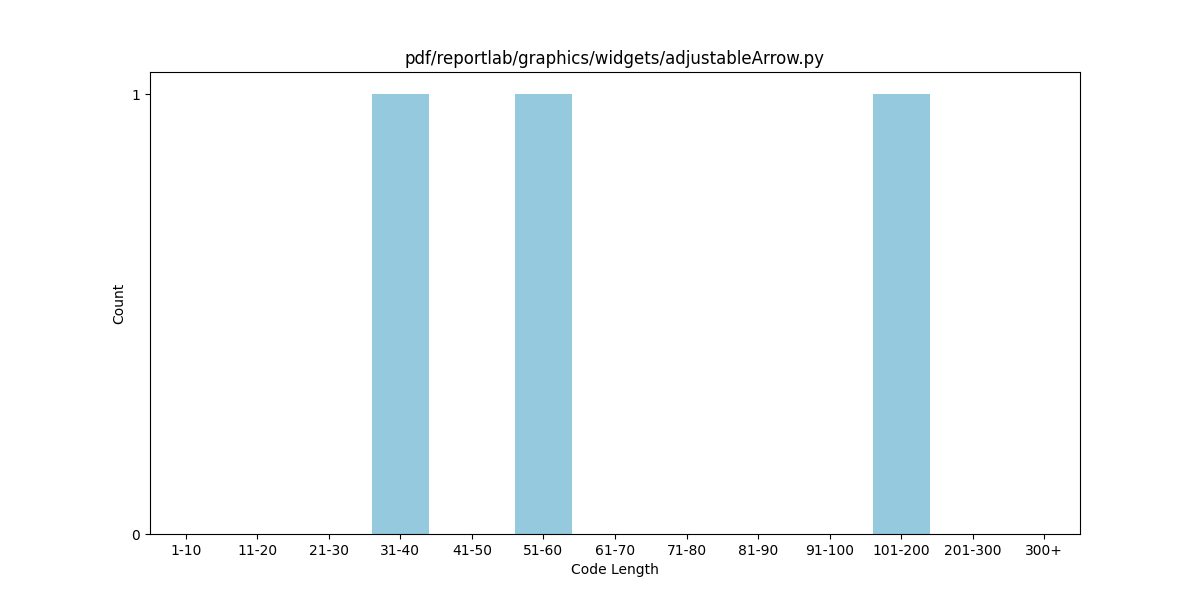 pdf/reportlab/graphics/widgets/adjustableArrow.py
1
Count
0
1-10 11-20 21-30 31-40 41-50 51-60 61-70 71-80 81-90 91-100 101-200 201-300 300+
Code Length